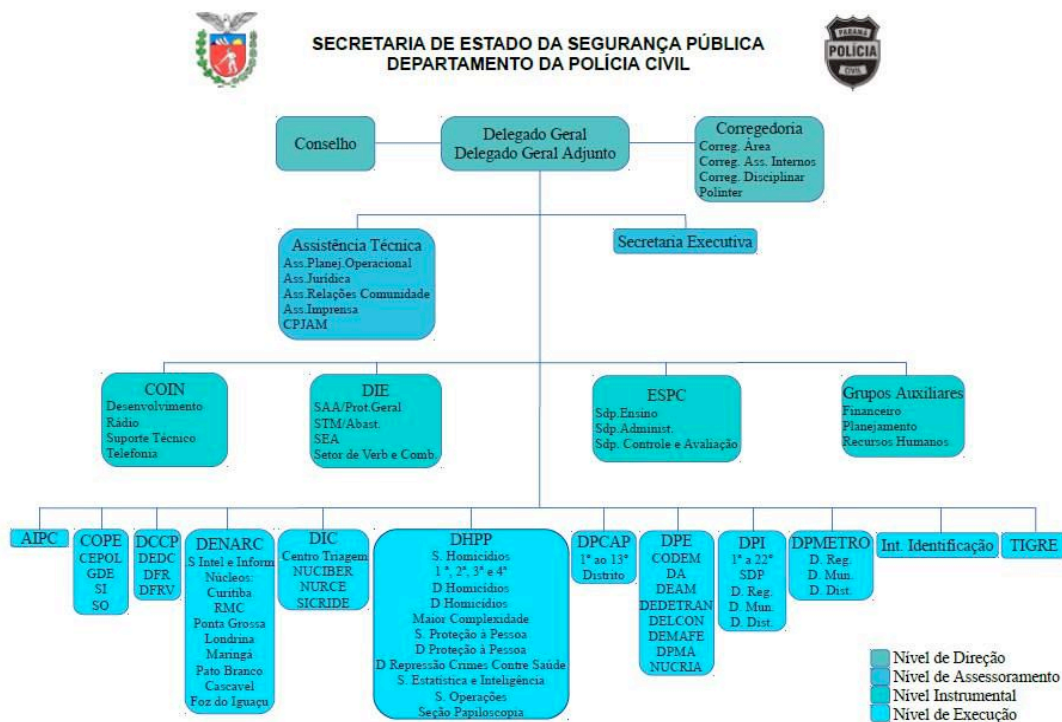 SECRETARIA DE ESTADO DA SEGURANÇA PÚBLICA
DEPARTAMENTO DA POLÍCIA CIVIL
PARANÁ
POLÍCIA
CIVIL
Conselho
Delegado Geral
Delegado Geral Adjunto
Corregedoria
Correg. Área
Correg. Ass. Internos
Correg. Disciplinar
Polinter
Assistência Técnica
Ass.Planej.Operacional
Ass.Jurídica
Ass.Relações Comunidade
Ass.Imprensa
CPJAM
Secretaria Executiva
COIN
Desenvolvimento
Rádio
Suporte Técnico
Telefonia
DIE
SAA/Prot.Geral
STM/Abast.
SEA
Setor de Verb e Comb.
ESPC
Sdp.Ensino
Sdp.Administ.
Sdp. Controle e Avaliação
Grupos Auxiliares
Financeiro
Planejamento
Recursos Humanos
AIPC
COPE
CEPOL
GDE
SI
SO
DCCP
DEDC
DFR
DFRV
DENARC
S Intel e Inform
Núcleos:
Curitiba
RMC
Ponta Grossa
Londrina
Maringá
Pato Branco
Cascavel
Foz do Iguaçu
DIC
Centro Triagem
NUCIBER
NURCE
SICRIDE
DHPP
S. Homicídios
1ª, 2ª, 3ª e 4ª
D Homicídios
D Homicídios
Maior Complexidade
S. Proteção à Pessoa
D Proteção à Pessoa
D Repressão Crimes Contre Saúde
S. Estatística e Inteligência
S. Operações
Seção Papiloscopia
DPCAP
1ª ao 13ª
Distrito
DPE
CODEM
DA
DEAM
DEDETRAN
DELCON
DEMAFE
DPMA
NUCRIA
DPI
1ª a 22ª
SDP
D. Reg.
D. Mun.
D. Dist.
DPMETRO
D. Reg.
D. Mun.
D. Dist.
Int. Identificação
TIGRE
Nível de Direção
Nível de Assessoramento
Nível Instrumental
Nível de Execução